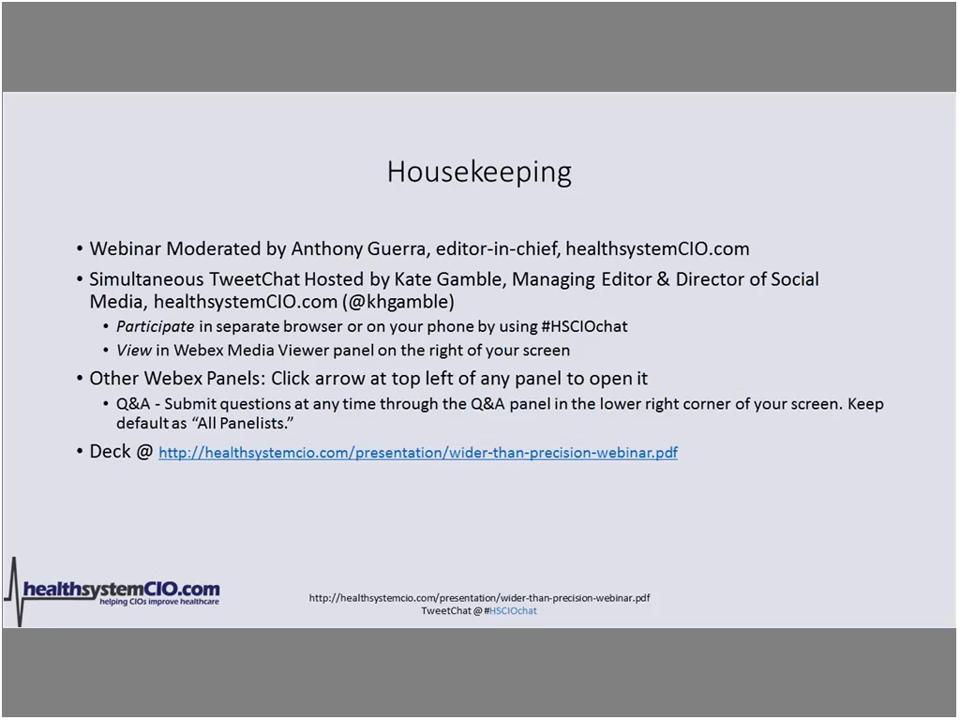 Housekeeping
• Webinar Moderated by Anthony Guerra, editor-in-chief, healthsystemCIO.com
• Simultaneous TweetChat Hosted by Kate Gamble, Managing Editor & Director of Social
Media, healthsystemCIO.com (@khgamble)
• Participate in separate browser or on your phone by using #HSCIOchat
• View in Webex Media Viewer panel on the right of your screen
• Other Webex Panels: Click arrow at top left of any panel to open it
• Q&A - Submit questions at any time through the Q&A panel in the lower right corner of your screen. Keep
default as “All Panelists.”
• Deck @ http://healthsystemcio.com/presentation/wider-than-precision-webinar.pdf
healthsystemCIO.com
helping CIOs improve healthcare
http://healthsystemcio.com/presentation/wider-than-precision-webinar.pdf
TweetChat @ #HSCIOchat